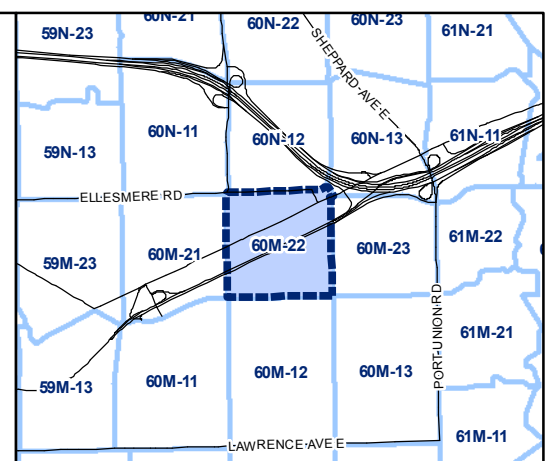 60N-21
60N-22
60N-23
59N-23
61N-21
SHEPPARD AVE E
60N-11
60N-12
60N-13
61N-11
59N-13
ELLESMERE RD
59M-23
60M-21
60M-22
60M-23
61M-22
PORT UNION RD
61M-21
59M-13
60M-11
60M-12
60M-13
61M-11
LAWRENCE AVE E